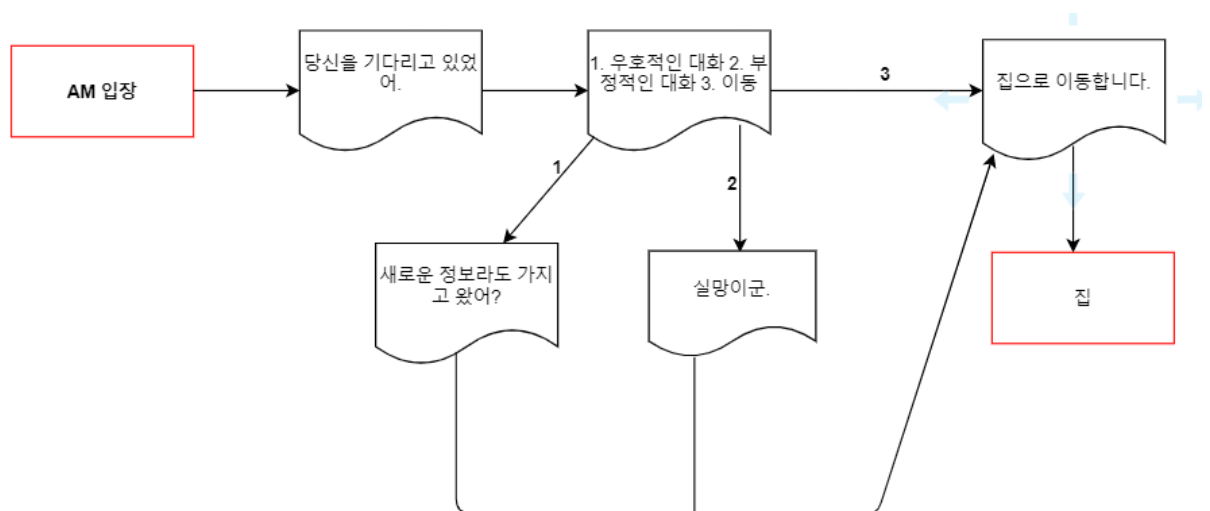 AM 입장
당신을 기다리고 있었
어.
1. 우호적인 대화 2. 부
정적인 대화 3. 이동
3
집으로 이동합니다.
1
2
새로운 정보라도 가지
고 왔어?
실망이군.
집